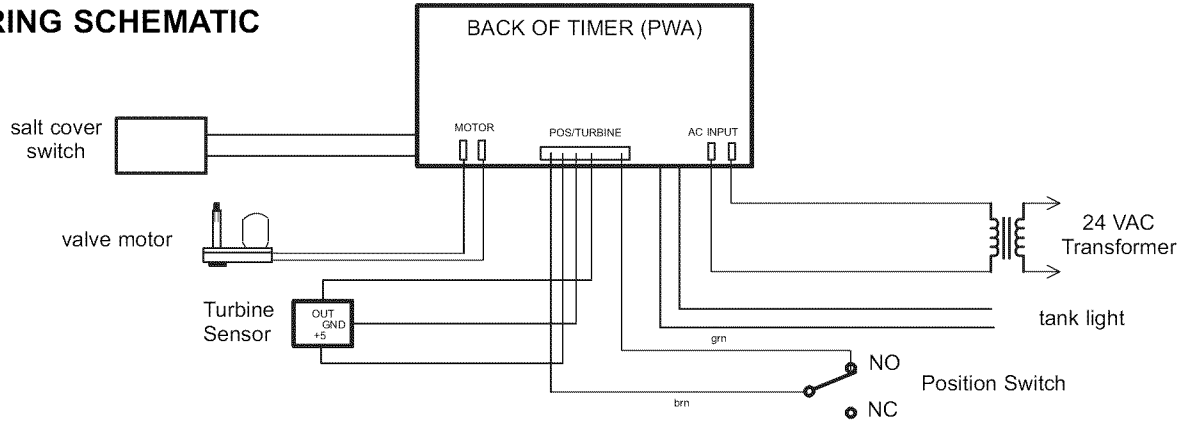 RING SCHEMATIC
BACK OF TIMER (PWA)
salt cover
switch
MOTOR
POS/TURBINE
AC INPUT
valve motor
24 VAC
Transformer
Turbine
Sensor
OUT
GND
+5
tank light
grn
NO
Position Switch
brn
NC